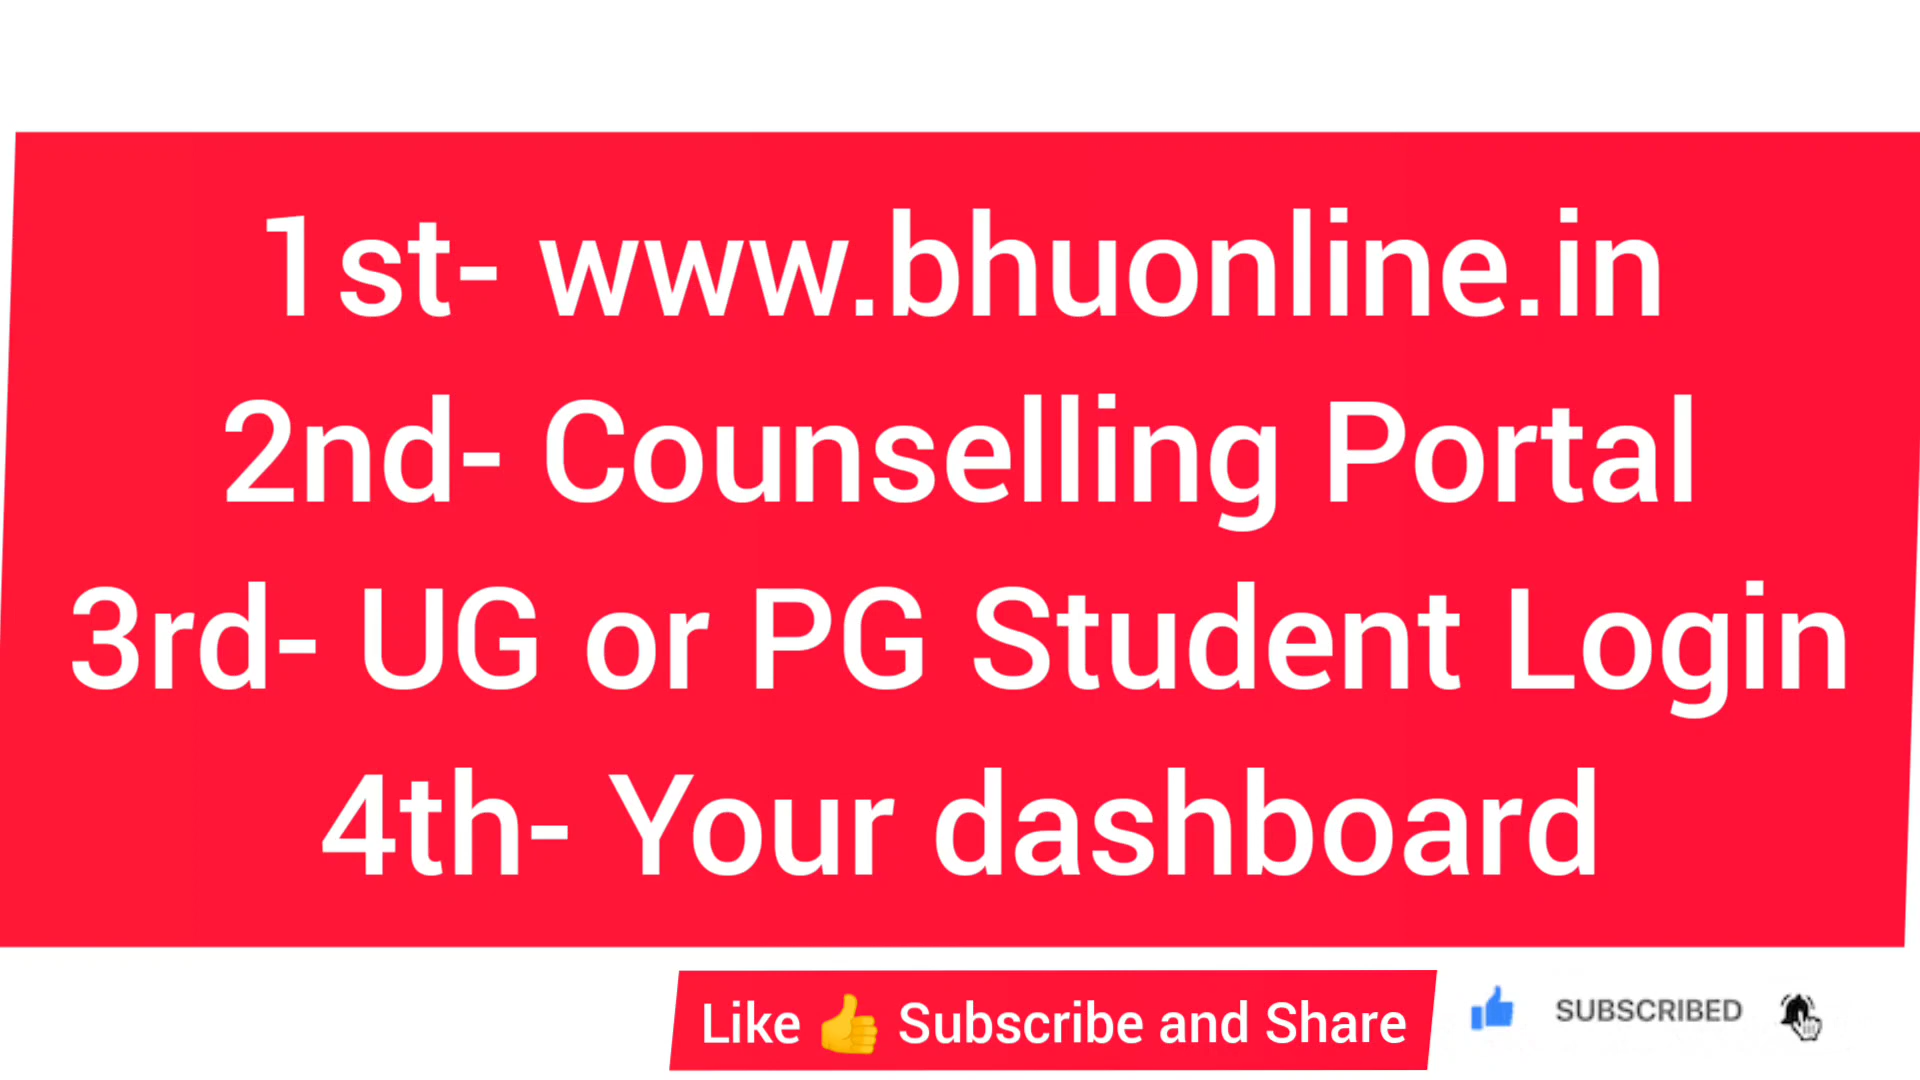 1st- www.bhuonline.in
2nd- Counselling Portal
3rd- UG or PG Student Login
4th- Your dashboard
Like 👍 Subscribe and Share
SUBSCRIBED